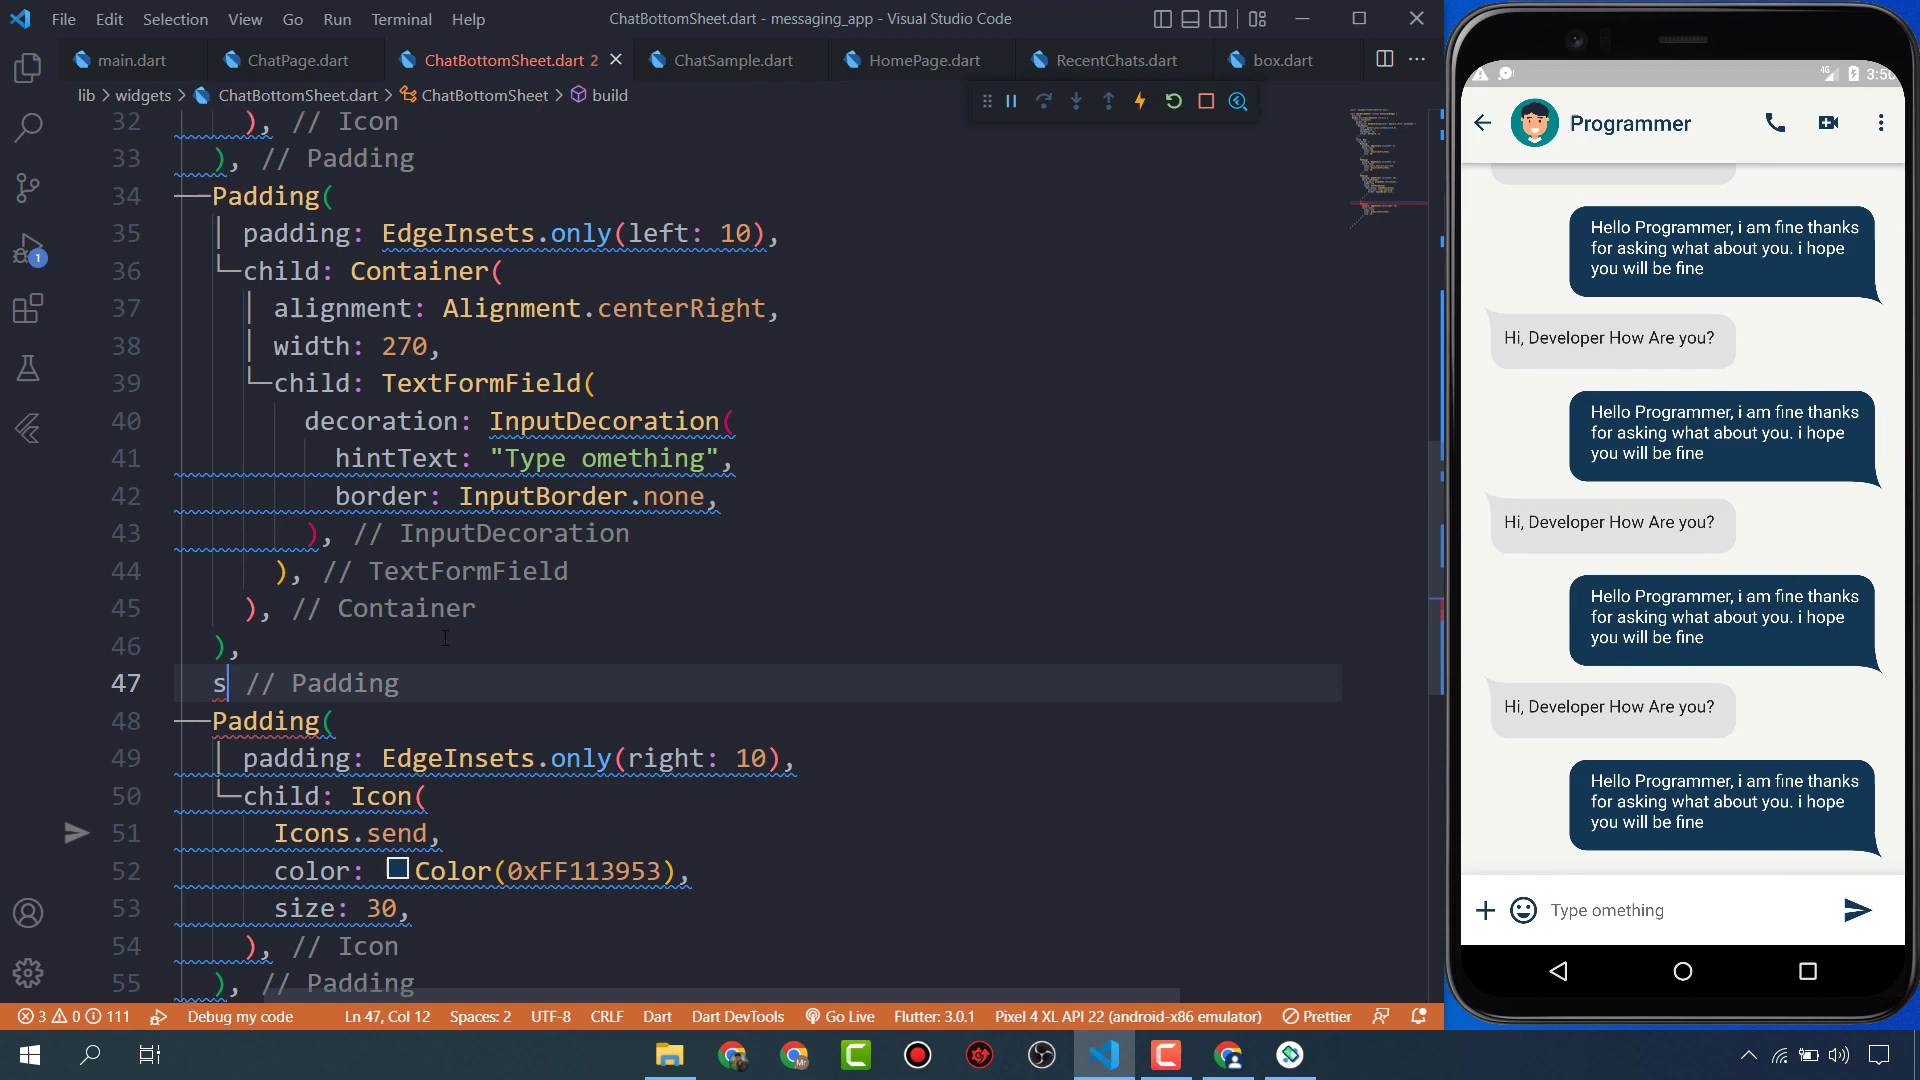 File Edit Selection View Go Run Terminal Help
ChatBottomSheet.dart - messaging_app - Visual Studio Code
main.dart ChatPage.dart ChatBottomSheet.dart 2 ChatSample.dart HomePage.dart RecentChats.dart box.dart
lib > widgets > ChatBottomSheet.dart > ChatBottomSheet > build
32 ), // Icon
33 ), // Padding
34 Padding(
35 padding: EdgeInsets.only(left: 10),
36 child: Container(
37 alignment: Alignment.centerRight,
38 width: 270,
39 child: TextFormField(
40 decoration: InputDecoration(
41 hintText: "Type omething",
42 border: InputBorder.none,
43 ), // InputDecoration
44 ), // TextFormField
45 ), // Container
46 ),
47 s // Padding
48 Padding(
49 padding: EdgeInsets.only(right: 10),
50 child: Icon(
51 Icons.send,
52 color: Color(0xFF113953),
53 size: 30,
54 ), // Icon
55 ), // Padding
1
3 0 111 Debug my code Ln 47, Col 12 Spaces: 2 UTF-8 CRLF Dart Dart DevTools Go Live Flutter: 3.0.1 Pixel 4 XL API 22 (android-x86 emulator) Prettier
4G 3:50
Programmer
Hello Programmer, i am fine thanks
for asking what about you. i hope
you will be fine
Hi, Developer How Are you?
Hello Programmer, i am fine thanks
for asking what about you. i hope
you will be fine
Hi, Developer How Are you?
Hello Programmer, i am fine thanks
for asking what about you. i hope
you will be fine
Hi, Developer How Are you?
Hello Programmer, i am fine thanks
for asking what about you. i hope
you will be fine
Type omething